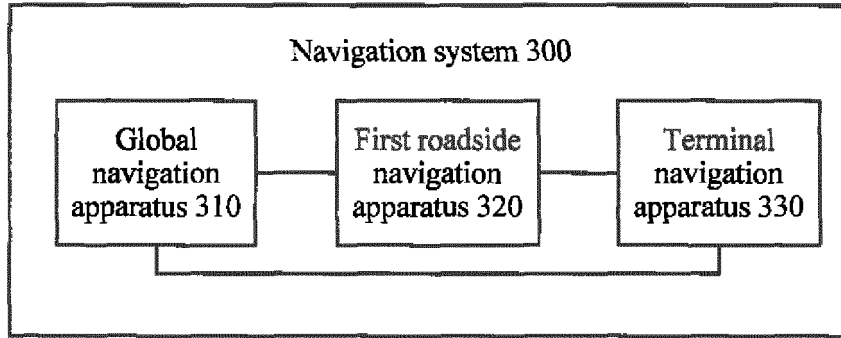 Navigation system 300
Global
navigation
apparatus 310
First roadside
navigation
apparatus 320
Terminal
navigation
apparatus 330